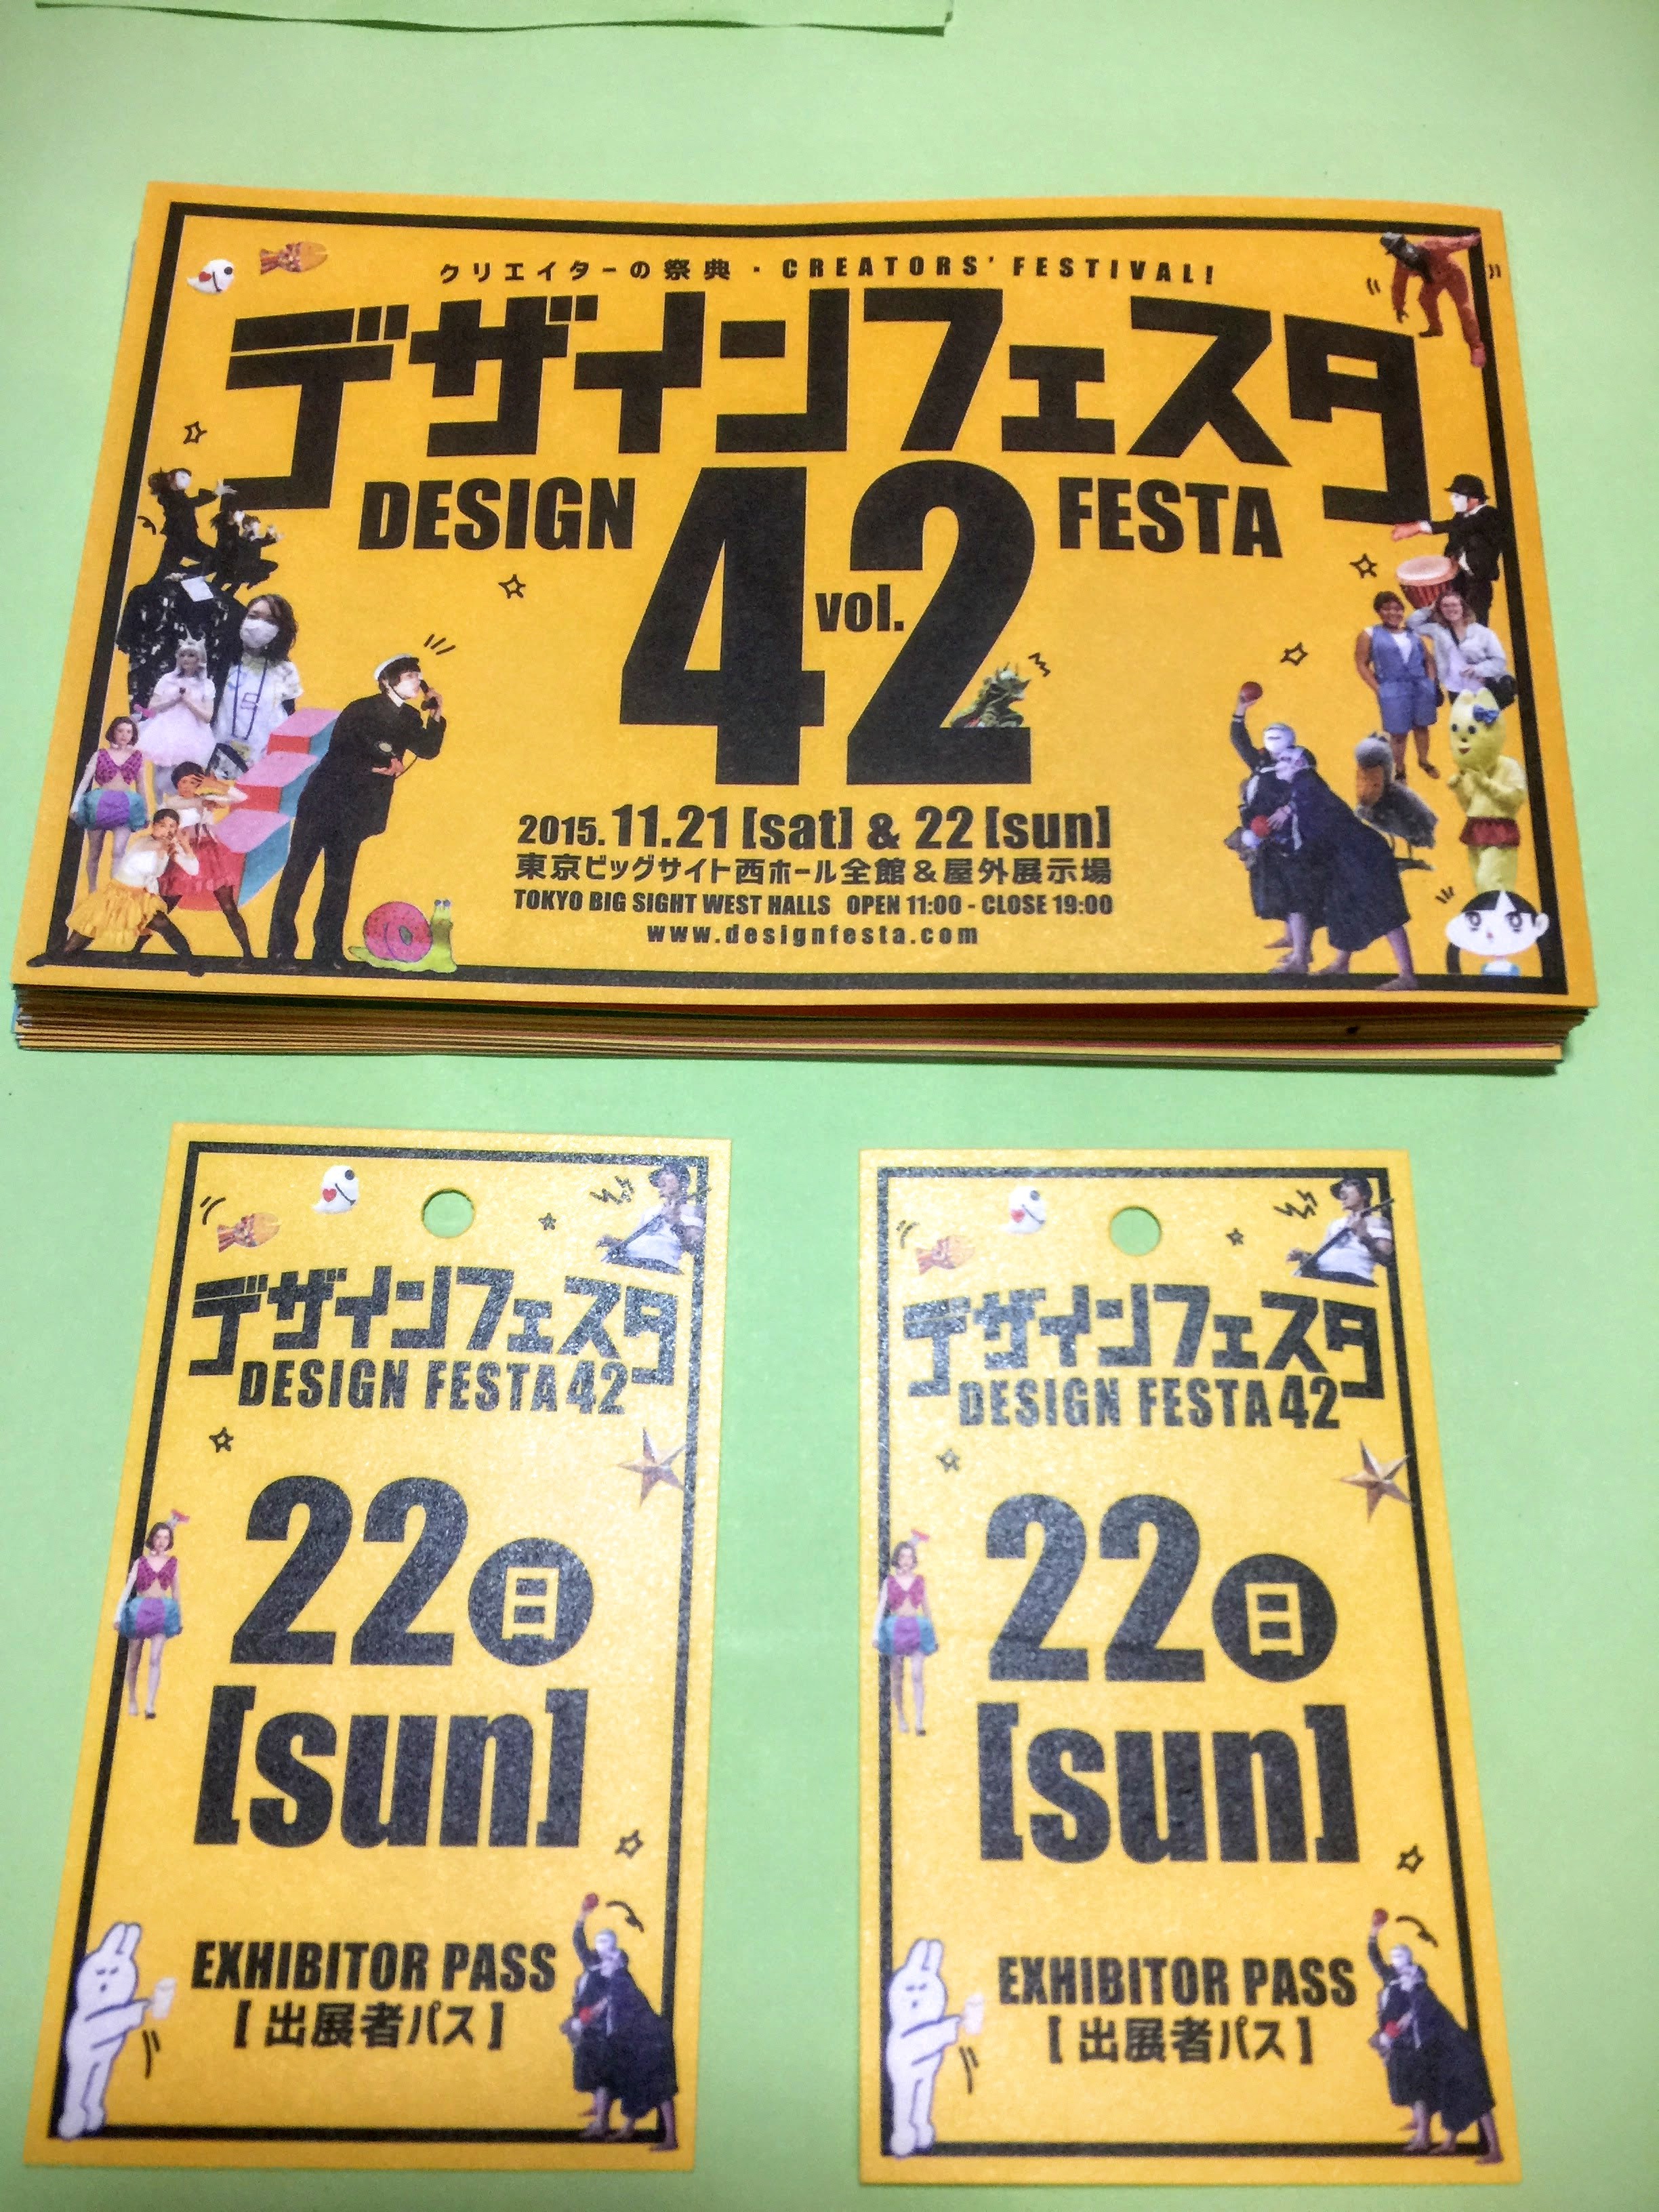 クリエイターの祭典・CREATORS' FESTIVAL!
デザインフェスタ
DESIGN 42 FESTA
vol.
2015. 11.21 [sat] & 22 [sun]
東京ビッグサイト西ホール全館&屋外展示場
TOKYO BIG SIGHT WEST HALLS OPEN 11:00 - CLOSE 19:00
www.designfesta.com
デザインフェスタ
DESIGN FESTA 42
22 日
[sun]
EXHIBITOR PASS
【出展者パス】
デザインフェスタ
DESIGN FESTA 42
22 日
[sun]
EXHIBITOR PASS
【出展者パス】